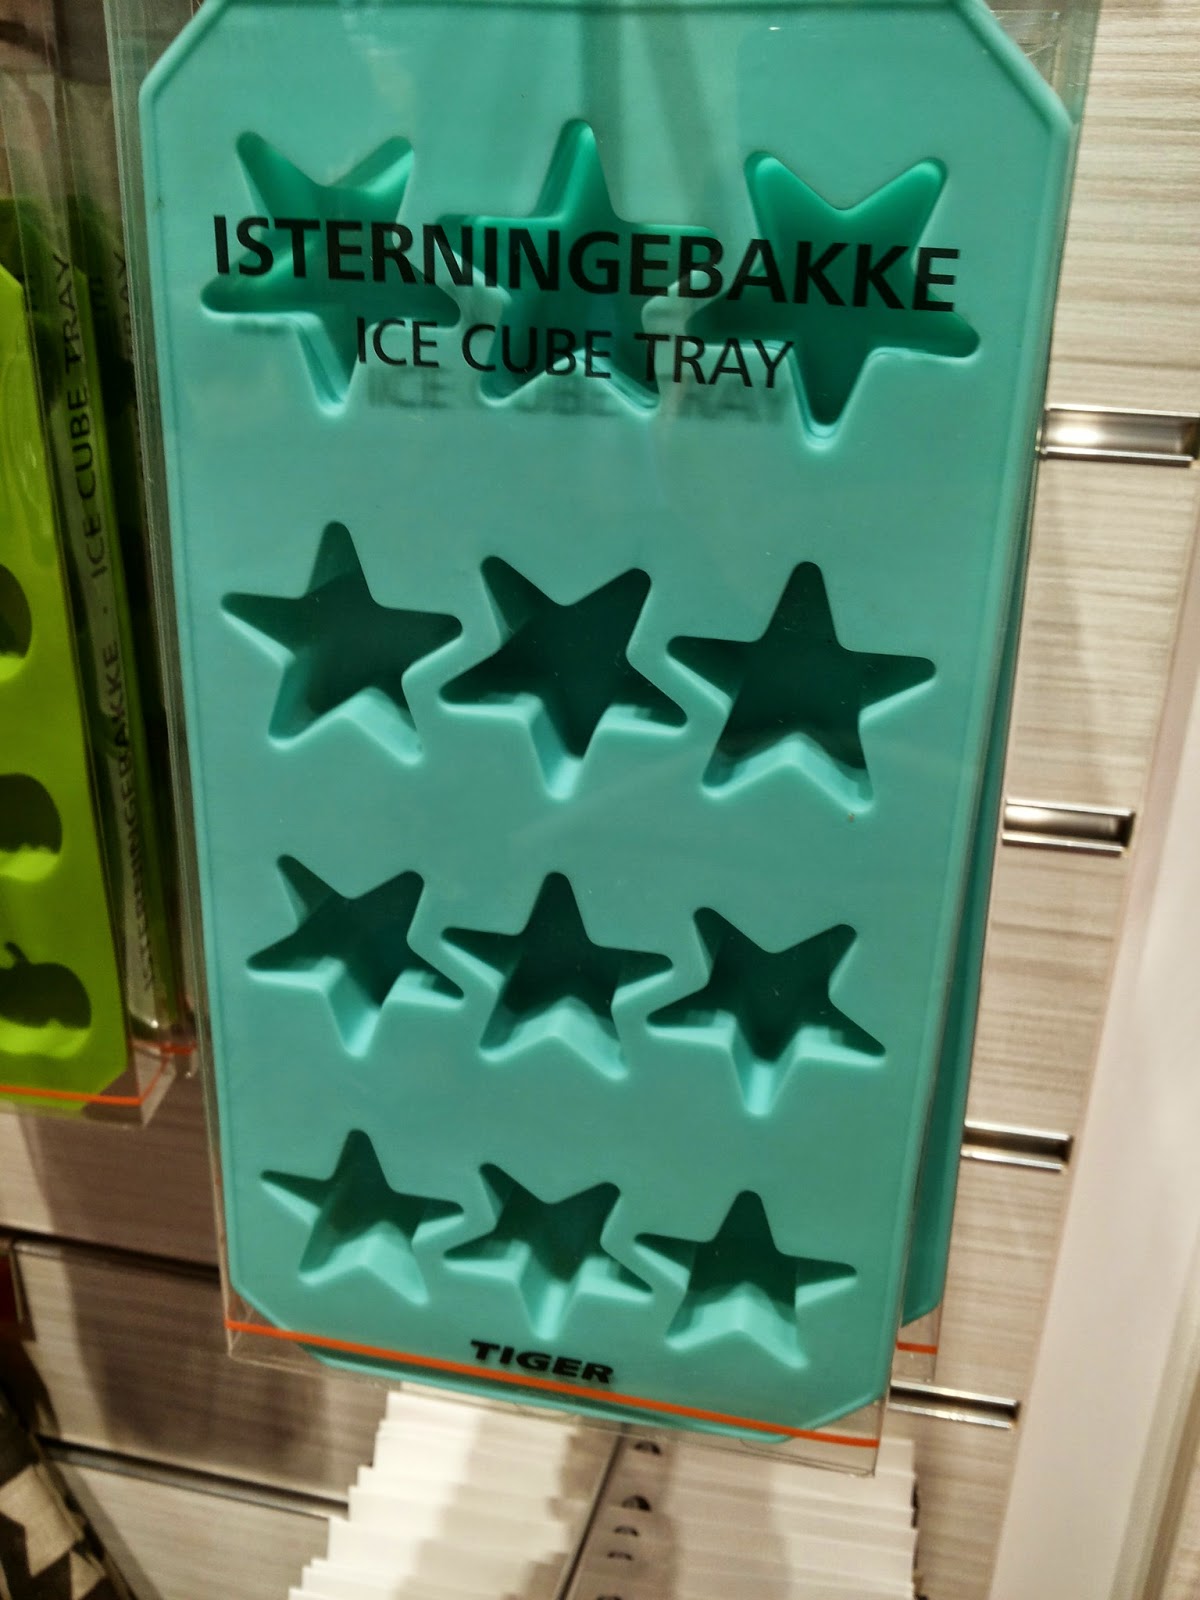 ISTERNINGEBAKKE
ICE CUBE TRAY
TIGER
ISTERNINGEBAKKE · ICE CUBE TRAY